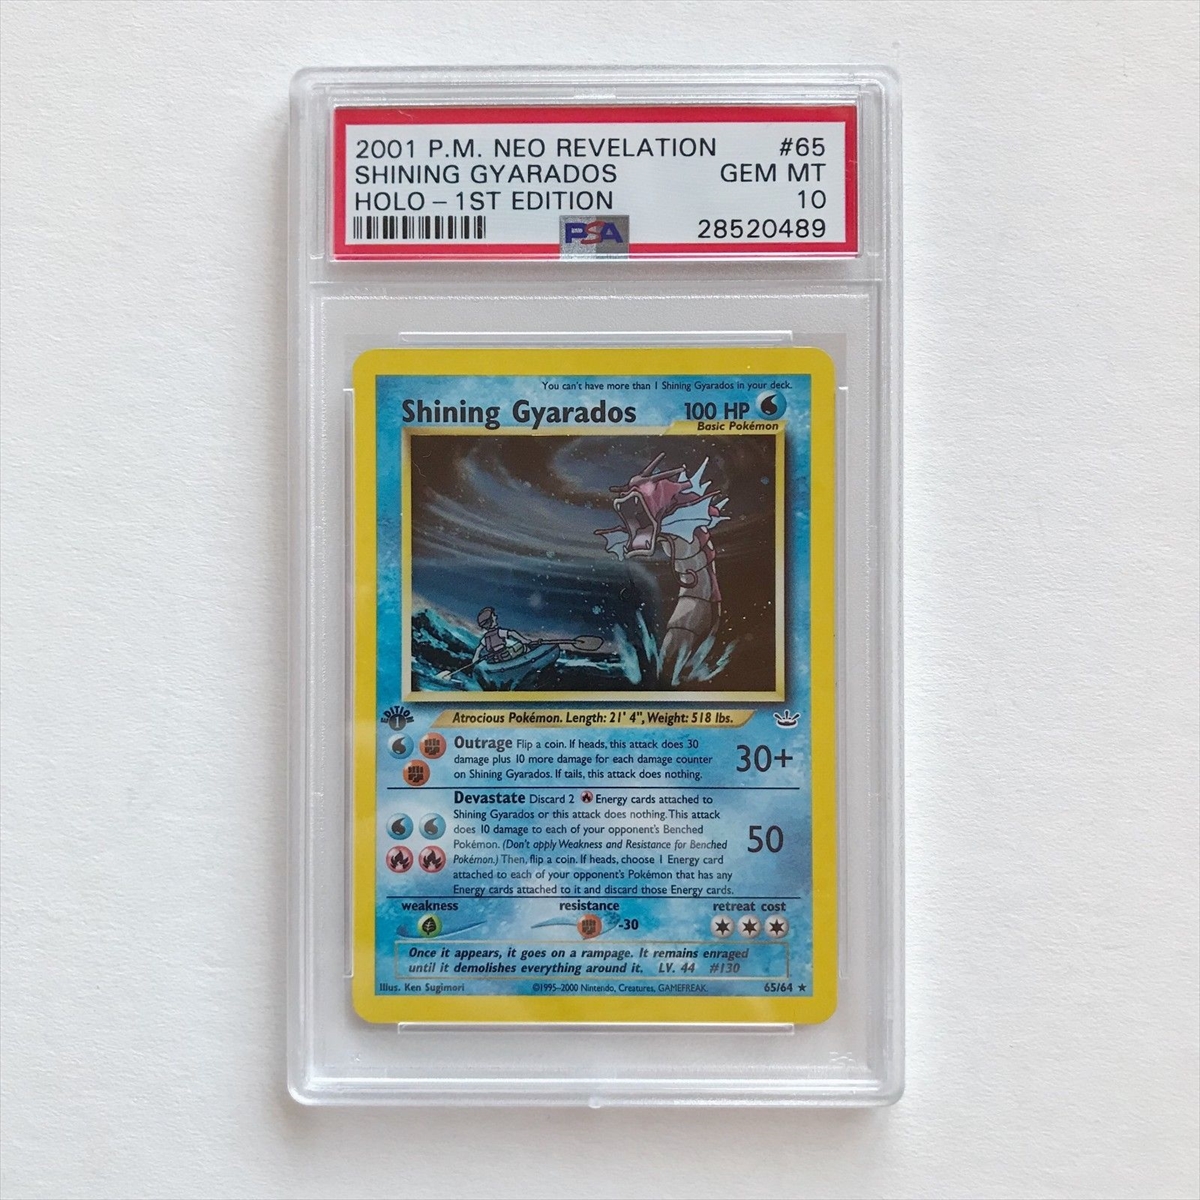 2001 P.M. NEO REVELATION #65
SHINING GYARADOS GEM MT
HOLO – 1ST EDITION 10
PSA 28520489
You can't have more than 1 Shining Gyarados in your deck.
Shining Gyarados 100 HP
Basic Pokémon
EDITION
1
Atrocious Pokémon. Length: 21' 4", Weight: 518 lbs.
Outrage Flip a coin. If heads, this attack does 30
damage plus 10 more damage for each damage counter
on Shining Gyarados. If tails, this attack does nothing.
30+
Devastate Discard 2 Energy cards attached to
Shining Gyarados or this attack does nothing. This attack
does 10 damage to each of your opponent's Benched
Pokémon. (Don't apply Weakness and Resistance for Benched
Pokémon.) Then, flip a coin. If heads, choose 1 Energy card
attached to each of your opponent's Pokémon that has any
Energy cards attached to it and discard those Energy cards.
50
weakness resistance retreat cost
-30
Once it appears, it goes on a rampage. It remains enraged
until it demolishes everything around it. LV. 44 #130
Illus. Ken Sugimori ©1995–2000 Nintendo, Creatures, GAMEFREAK. 65/64 ★